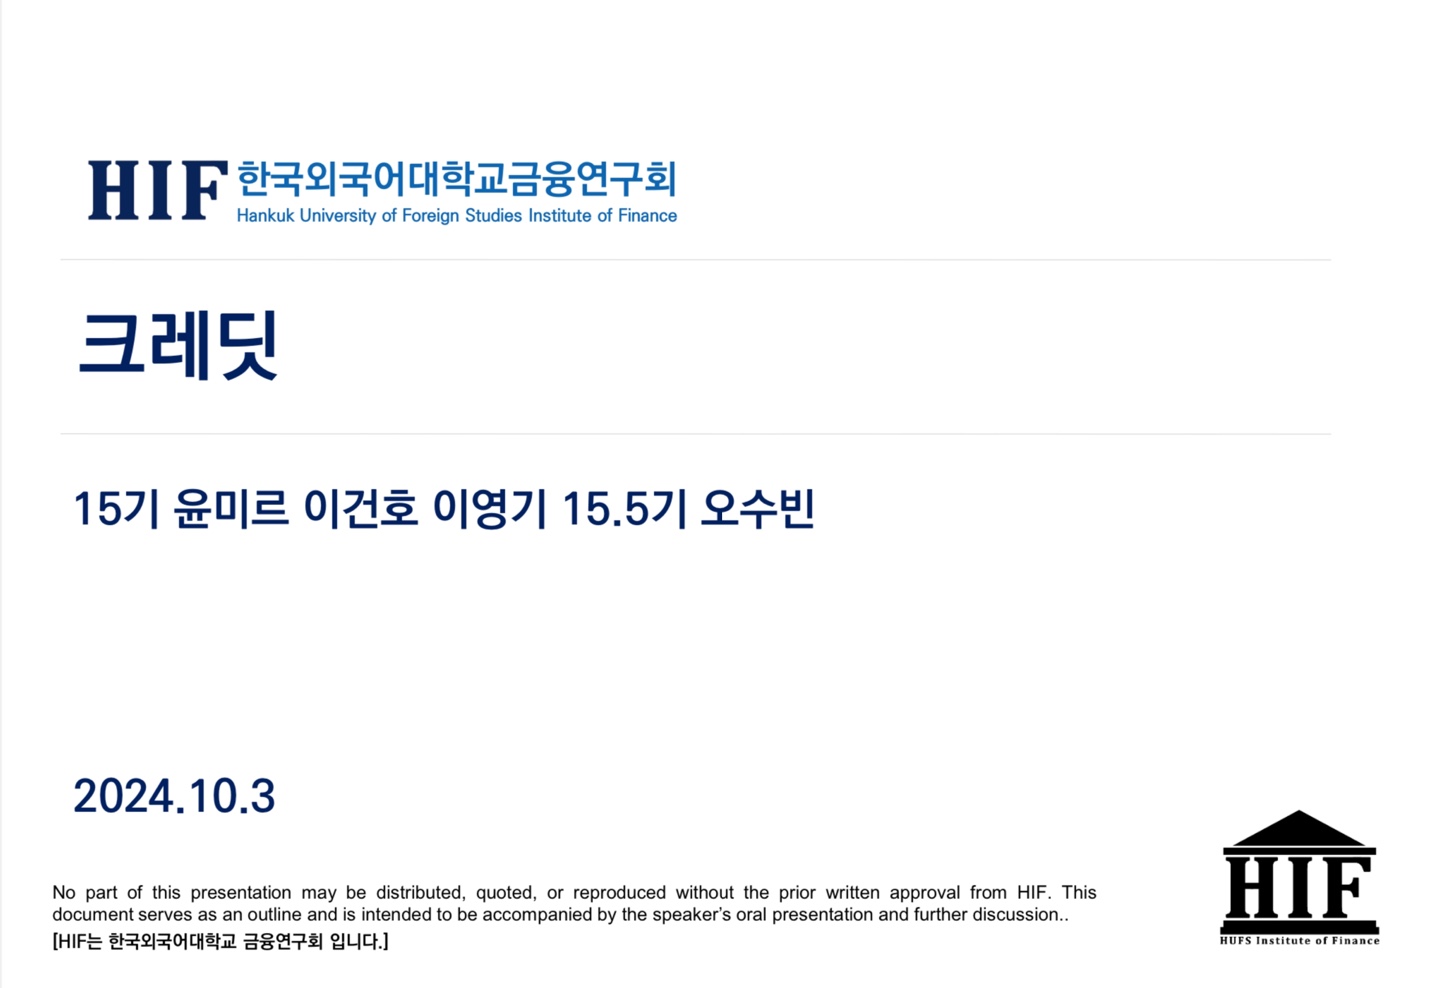 HIF 한국외국어대학교금융연구회
Hankuk University of Foreign Studies Institute of Finance
크레딧
15기 윤미르 이건호 이영기 15.5기 오수빈
2024.10.3
No part of this presentation may be distributed, quoted, or reproduced without the prior written approval from HIF. This
document serves as an outline and is intended to be accompanied by the speaker’s oral presentation and further discussion..
[HIF는 한국외국어대학교 금융연구회 입니다.]
HIF
HUFS Institute of Finance